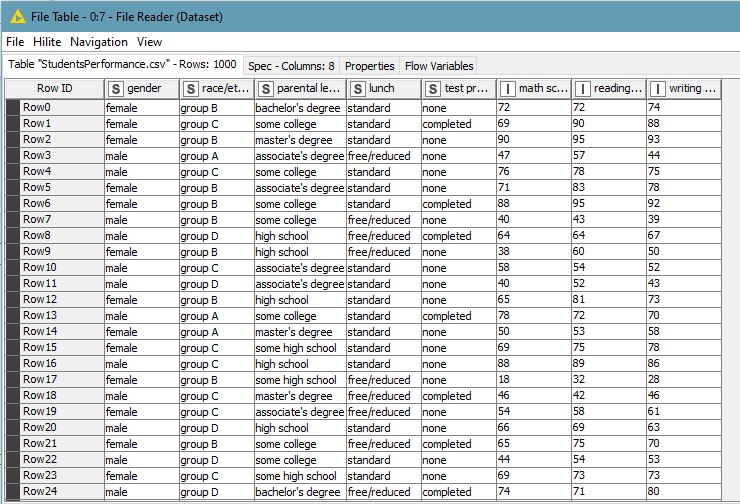 File Table - 0:7 - File Reader (Dataset)
File Hilite Navigation View
Table "StudentsPerformance.csv" - Rows: 1000 Spec - Columns: 8 Properties Flow Variables
Row ID S gender S race/et... S parental le... S lunch S test pr... I math sc... I reading... I writing ...
Row0 female group B bachelor's degree standard none 72 72 74
Row1 female group C some college standard completed 69 90 88
Row2 female group B master's degree standard none 90 95 93
Row3 male group A associate's degree free/reduced none 47 57 44
Row4 male group C some college standard none 76 78 75
Row5 female group B associate's degree standard none 71 83 78
Row6 female group B some college standard completed 88 95 92
Row7 male group B some college free/reduced none 40 43 39
Row8 male group D high school free/reduced completed 64 64 67
Row9 female group B high school free/reduced none 38 60 50
Row10 male group C associate's degree standard none 58 54 52
Row11 male group D associate's degree standard none 40 52 43
Row12 female group B high school standard none 65 81 73
Row13 male group A some college standard completed 78 72 70
Row14 female group A master's degree standard none 50 53 58
Row15 female group C some high school standard none 69 75 78
Row16 male group C high school standard none 88 89 86
Row17 female group B some high school free/reduced none 18 32 28
Row18 male group C master's degree free/reduced completed 46 42 46
Row19 female group C associate's degree free/reduced none 54 58 61
Row20 male group D high school standard none 66 69 63
Row21 female group B some college free/reduced completed 65 75 70
Row22 male group D some college standard none 44 54 53
Row23 female group C some high school standard none 69 73 73
Row24 male group D bachelor's degree free/reduced completed 74 71 80